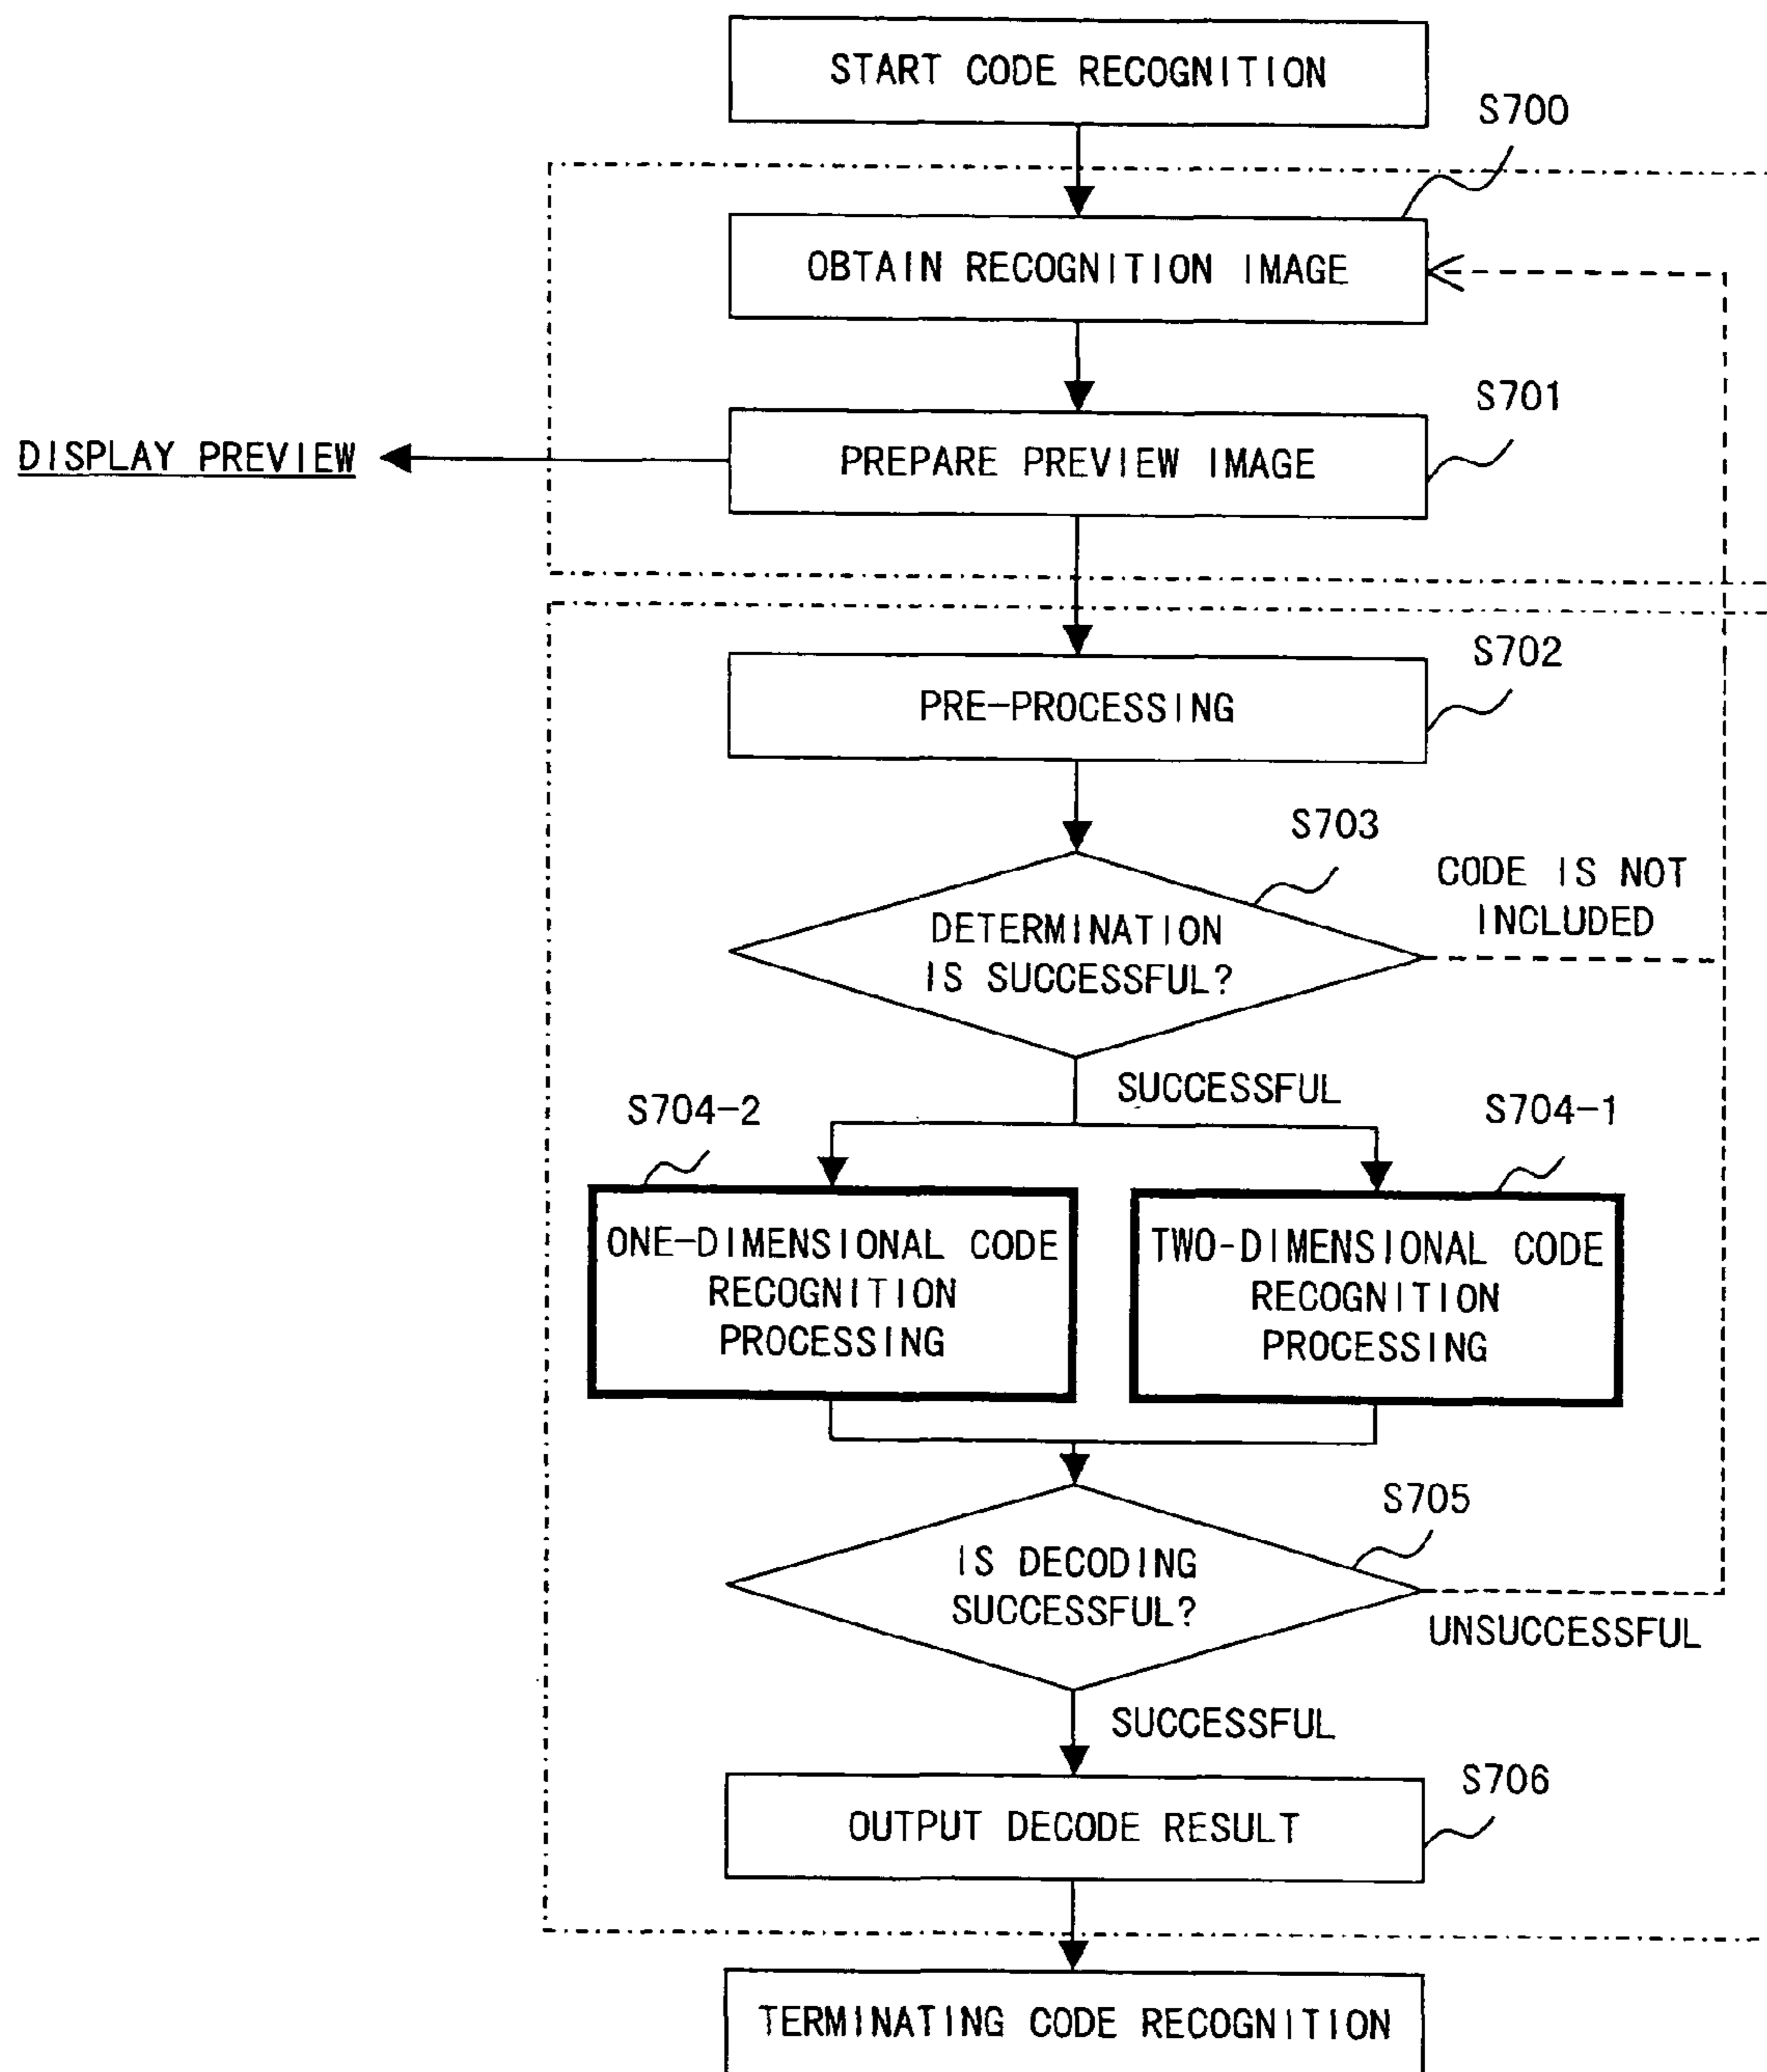 START CODE RECOGNITION
S700
OBTAIN RECOGNITION IMAGE
S701
DISPLAY PREVIEW
PREPARE PREVIEW IMAGE
S702
PRE-PROCESSING
S703
CODE IS NOT
INCLUDED
DETERMINATION
IS SUCCESSFUL?
SUCCESSFUL
S704-2
S704-1
ONE-DIMENSIONAL CODE
RECOGNITION
PROCESSING
TWO-DIMENSIONAL CODE
RECOGNITION
PROCESSING
S705
IS DECODING
SUCCESSFUL?
UNSUCCESSFUL
SUCCESSFUL
S706
OUTPUT DECODE RESULT
TERMINATING CODE RECOGNITION